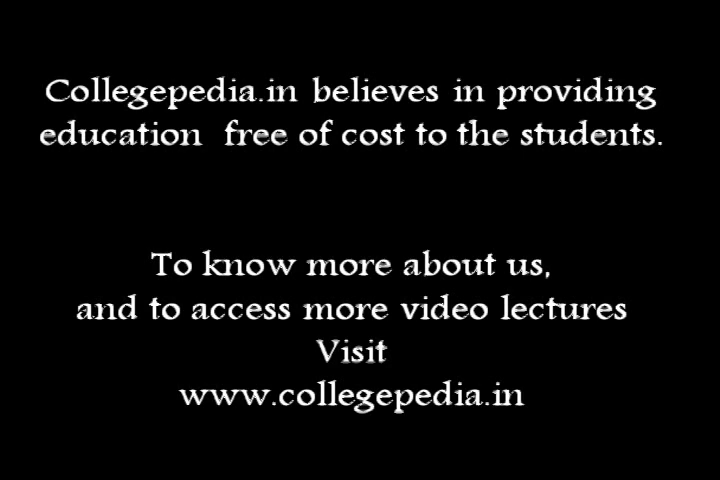 Collegepedia.in believes in providing
education free of cost to the students.
To know more about us,
and to access more video lectures
Visit
www.collegepedia.in